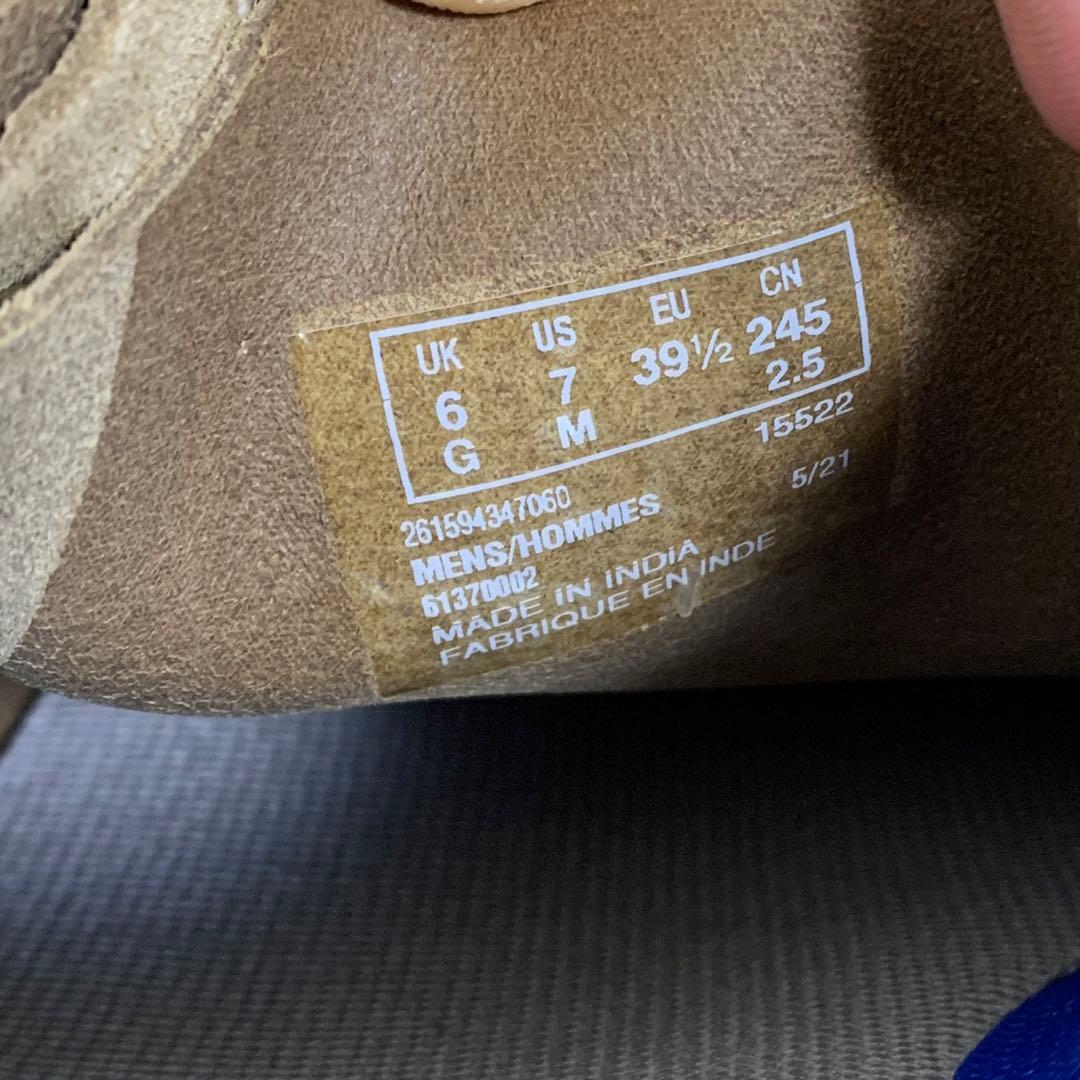 UK US EU CN
6 7 39½ 245
G M 2.5
15522
261594347060 5/21
MENS/HOMMES
61370002
MADE IN INDIA
FABRIQUE EN INDE